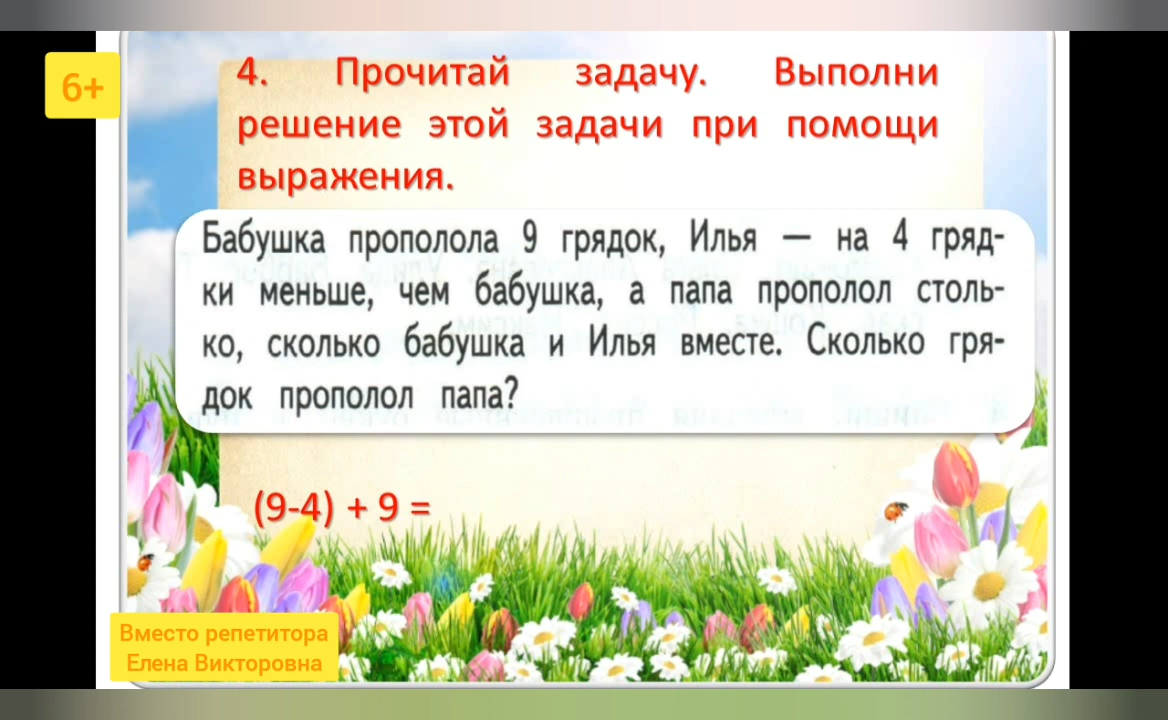 6+
4. Прочитай задачу. Выполни
решение этой задачи при помощи
выражения.
Бабушка прополола 9 грядок, Илья — на 4 гряд-
ки меньше, чем бабушка, а папа прополол столь-
ко, сколько бабушка и Илья вместе. Сколько гря-
док прополол папа?
(9-4) + 9 =
Вместо репетитора
Елена Викторовна